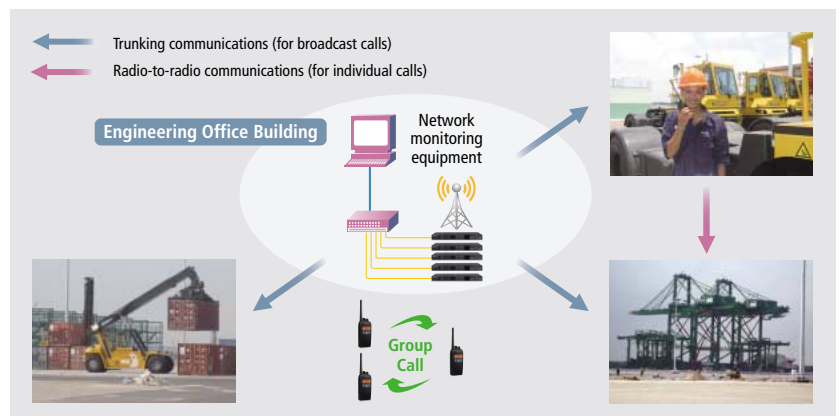 Trunking communications (for broadcast calls)
Radio-to-radio communications (for individual calls)
Engineering Office Building
Network
monitoring
equipment
Group
Call